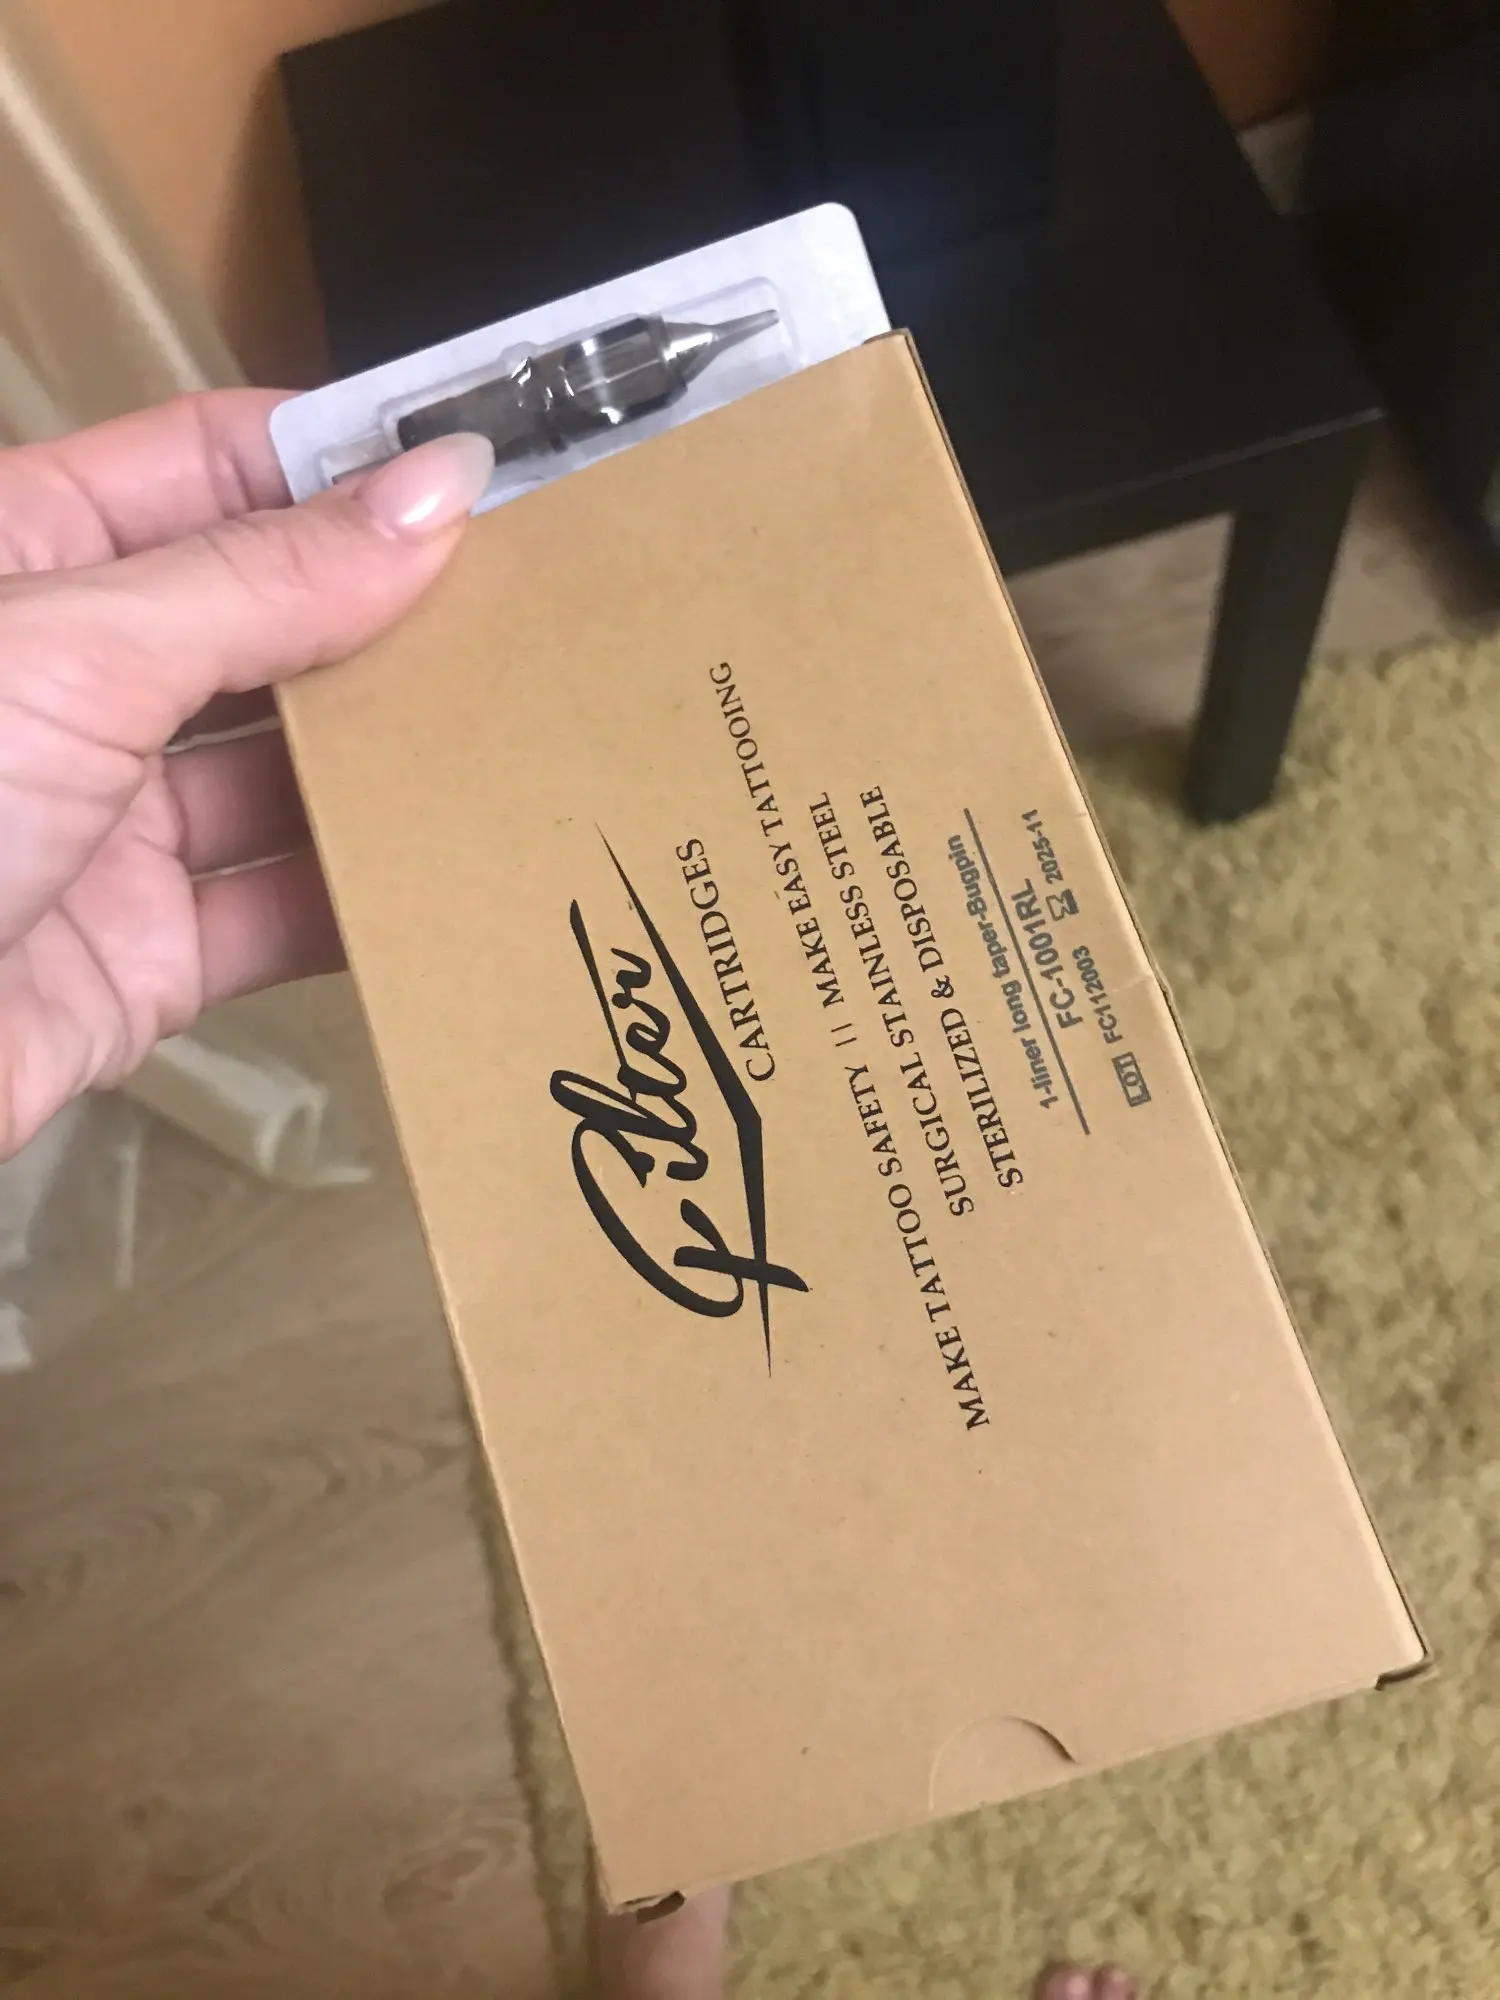 Filter
CARTRIDGES
MAKE TATTOO SAFETY || MAKE EASY TATTOOING
SURGICAL STAINLESS STEEL
STERILIZED & DISPOSABLE
1-liner long taper-Bugpin
FC-1001RL
LOT FC112003 2025-11